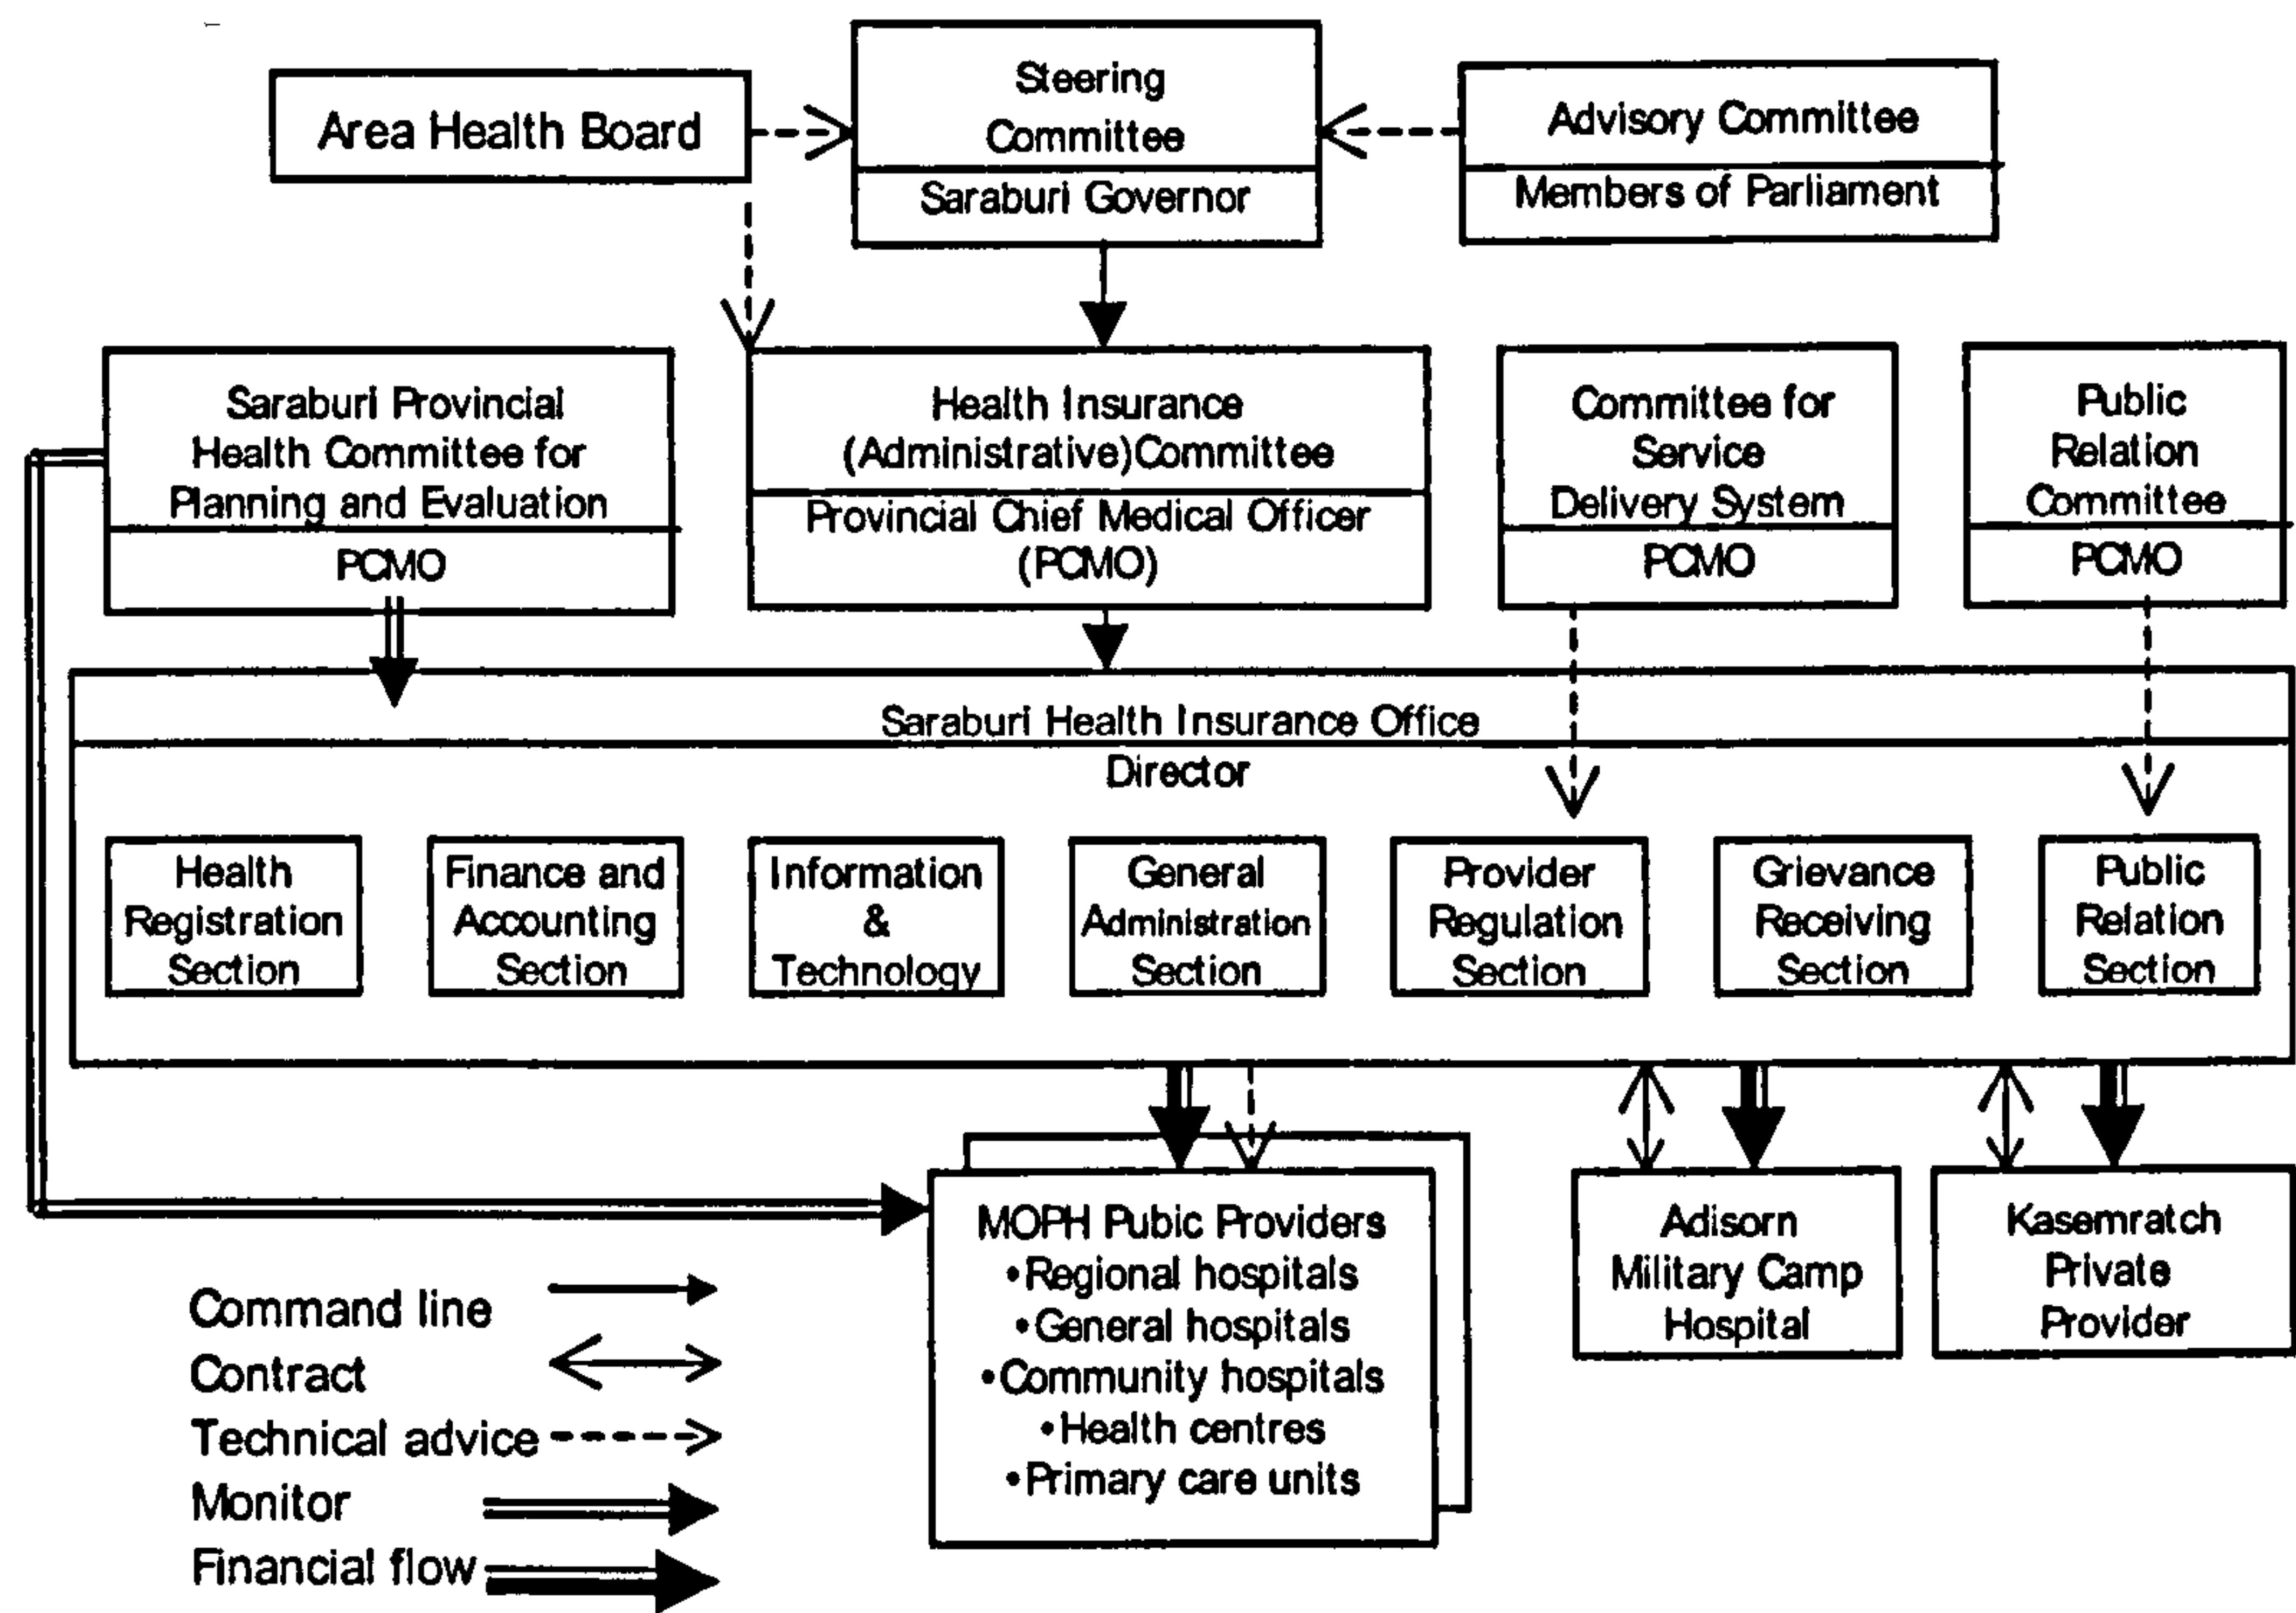 Area Health Board
Steering
Committee
Saraburi Governor
Advisory Committee
Members of Parliament
Saraburi Provincial
Health Committee for
Planning and Evaluation
PCMO
Health Insurance
(Administrative)Committee
Provincial Chief Medical Officer
(PCMO)
Committee for
Service
Delivery System
PCMO
Public
Relation
Committee
PCMO
Saraburi Health Insurance Office
Director
Health
Registration
Section
Finance and
Accounting
Section
Information
&
Technology
General
Administration
Section
Provider
Regulation
Section
Grievance
Receiving
Section
Public
Relation
Section
MOPH Pubic Providers
•Regional hospitals
•General hospitals
•Community hospitals
•Health centres
•Primary care units
Adisorn
Military Camp
Hospital
Kasemratch
Private
Provider
Command line
Contract
Technical advice
Monitor
Financial flow